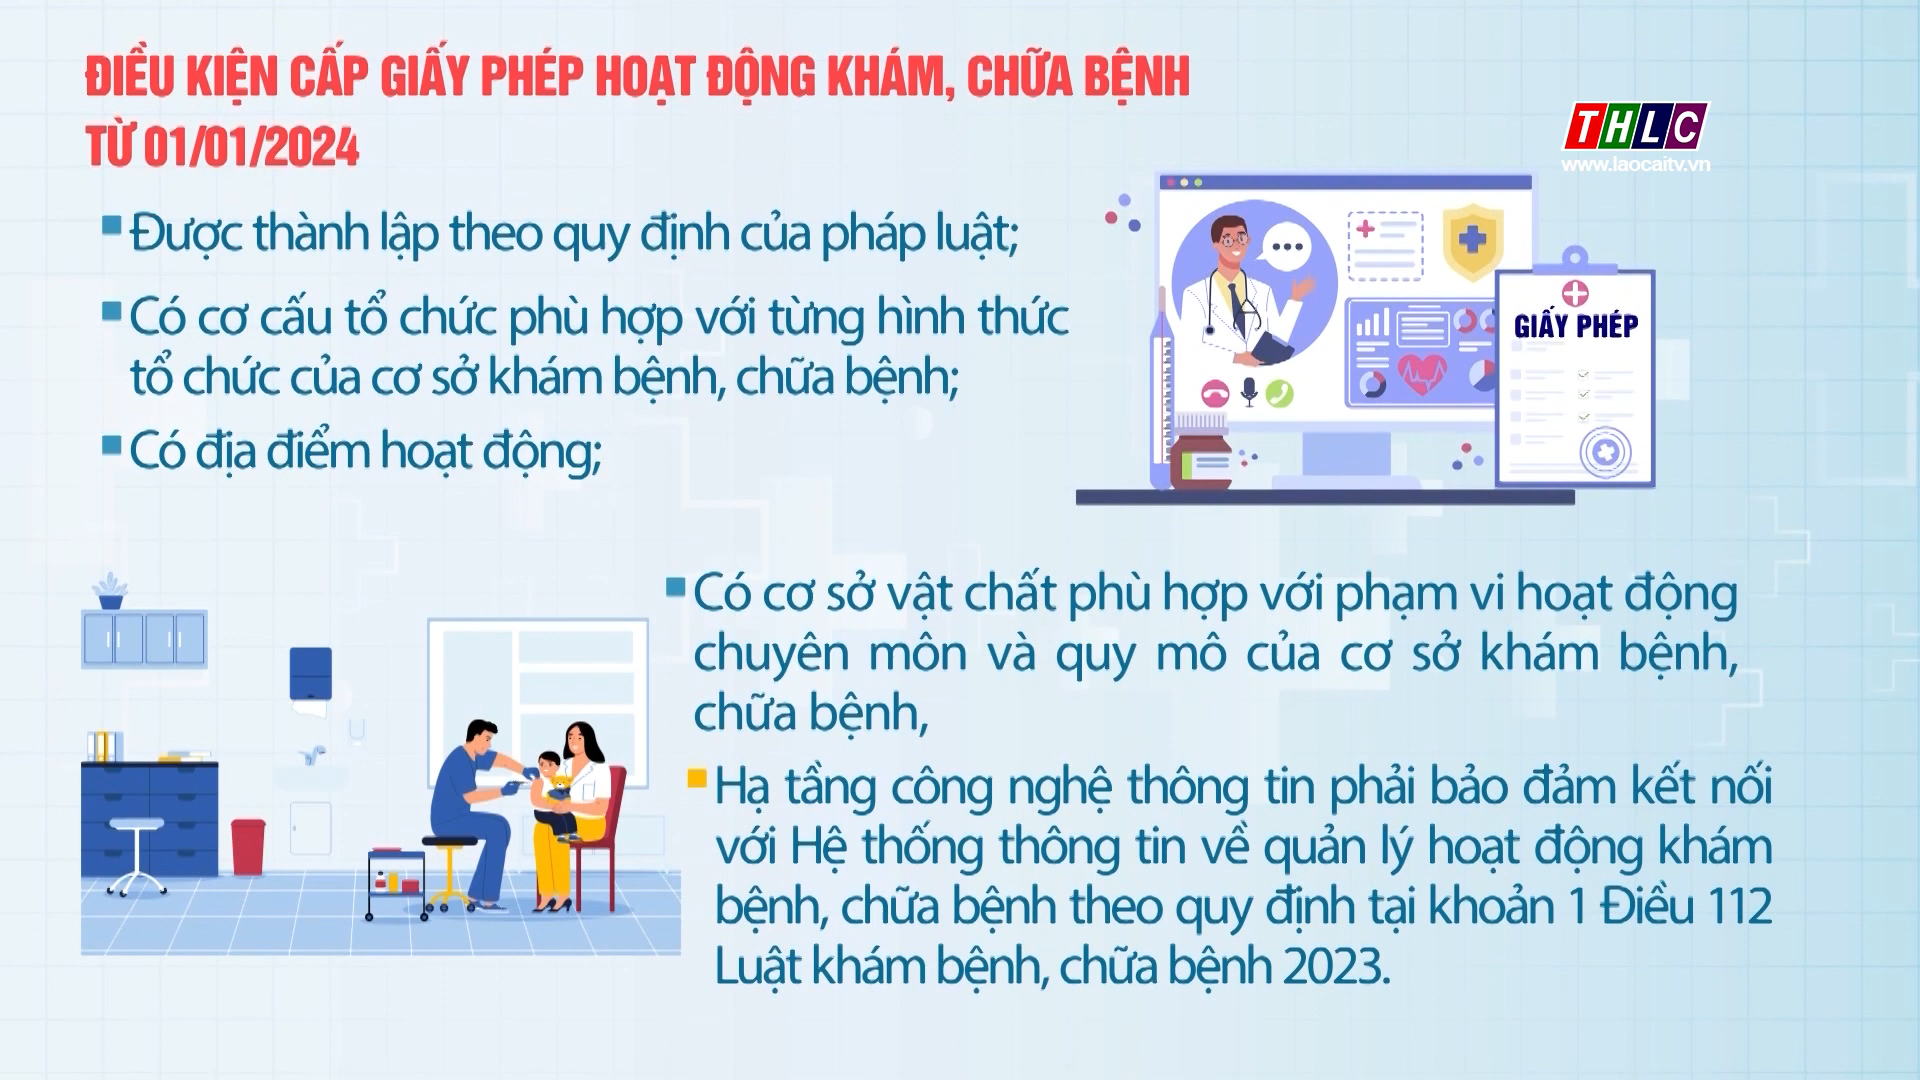 ĐIỀU KIỆN CẤP GIẤY PHÉP HOẠT ĐỘNG KHÁM, CHỮA BỆNH
TỪ 01/01/2024
THLC
www.laocaitv.vn
Được thành lập theo quy định của pháp luật;
Có cơ cấu tổ chức phù hợp với từng hình thức
tổ chức của cơ sở khám bệnh, chữa bệnh;
Có địa điểm hoạt động;
GIẤY PHÉP
Có cơ sở vật chất phù hợp với phạm vi hoạt động
chuyên môn và quy mô của cơ sở khám bệnh,
chữa bệnh,
Hạ tầng công nghệ thông tin phải bảo đảm kết nối
với Hệ thống thông tin về quản lý hoạt động khám
bệnh, chữa bệnh theo quy định tại khoản 1 Điều 112
Luật khám bệnh, chữa bệnh 2023.